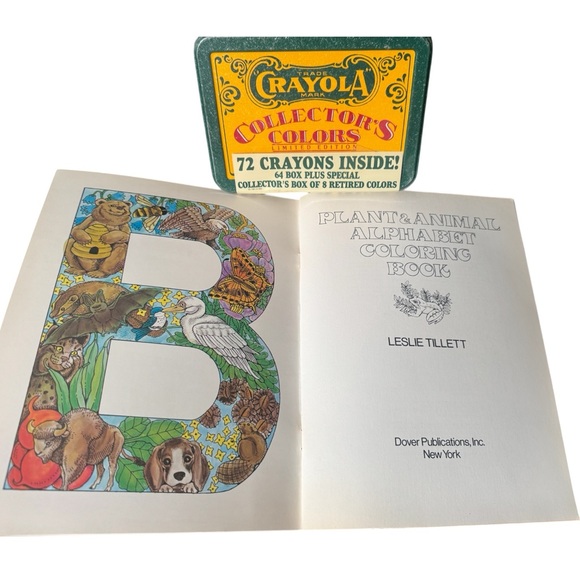 TRADE
"CRAYOLA"
MARK
COLLECTOR'S
COLORS
LIMITED EDITION
72 CRAYONS INSIDE!
64 BOX PLUS SPECIAL
COLLECTOR'S BOX OF 8 RETIRED COLORS
B
PLANT & ANIMAL
ALPHABET
COLORING
BOOK
LESLIE TILLETT
Dover Publications, Inc.
New York